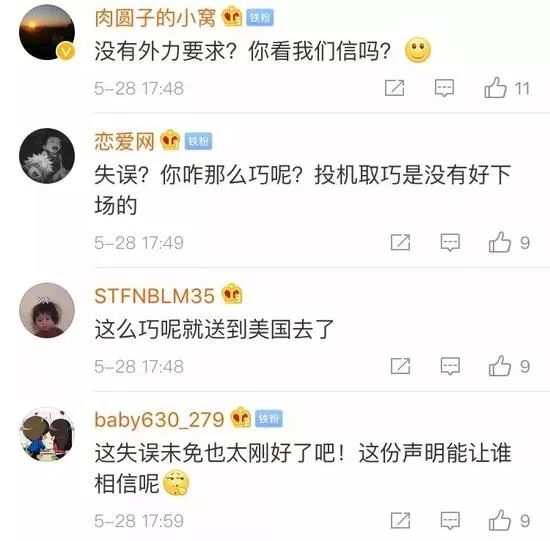 肉圆子的小窝 铁粉
没有外力要求？你看我们信吗？
5-28 17:48 11
恋爱网 铁粉
失误？你咋那么巧呢？投机取巧是没有好下
场的
5-28 17:49 9
STFNBLM35
这么巧呢就送到美国去了
5-28 17:48 9
baby630_279 铁粉
这失误未免也太刚好了吧！这份声明能让谁
相信呢
5-28 17:59 9